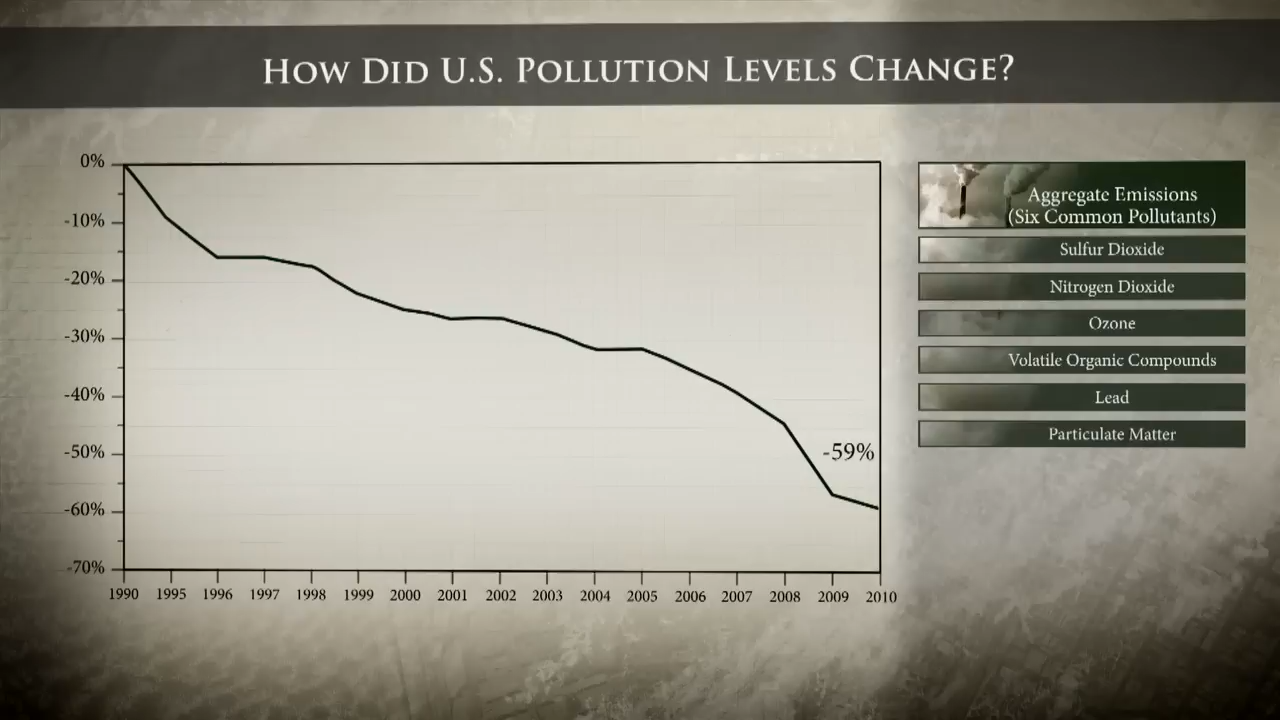 HOW DID U.S. POLLUTION LEVELS CHANGE?
0%
-10%
-20%
-30%
-40%
-50%
-60%
-70%
-59%
1990 1995 1996 1997 1998 1999 2000 2001 2002 2003 2004 2005 2006 2007 2008 2009 2010
Aggregate Emissions
(Six Common Pollutants)
Sulfur Dioxide
Nitrogen Dioxide
Ozone
Volatile Organic Compounds
Lead
Particulate Matter